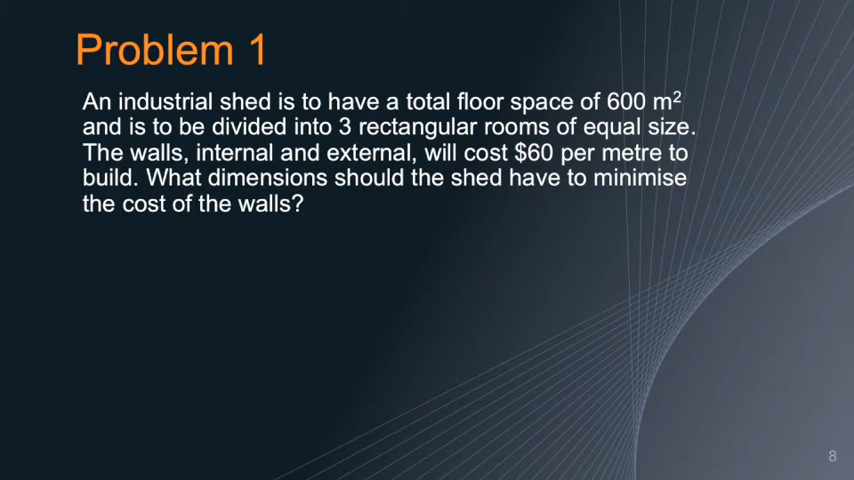 Problem 1
An industrial shed is to have a total floor space of 600 m²
and is to be divided into 3 rectangular rooms of equal size.
The walls, internal and external, will cost $60 per metre to
build. What dimensions should the shed have to minimise
the cost of the walls?
8